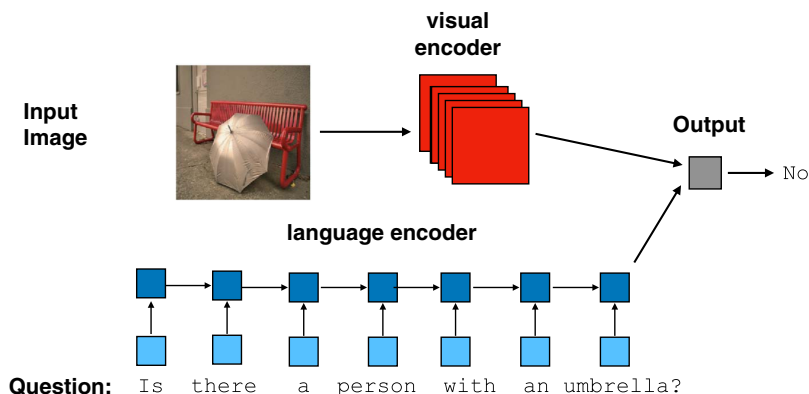 visual
encoder
Input
Image
Output
No
language encoder
Question: Is there a person with an umbrella?